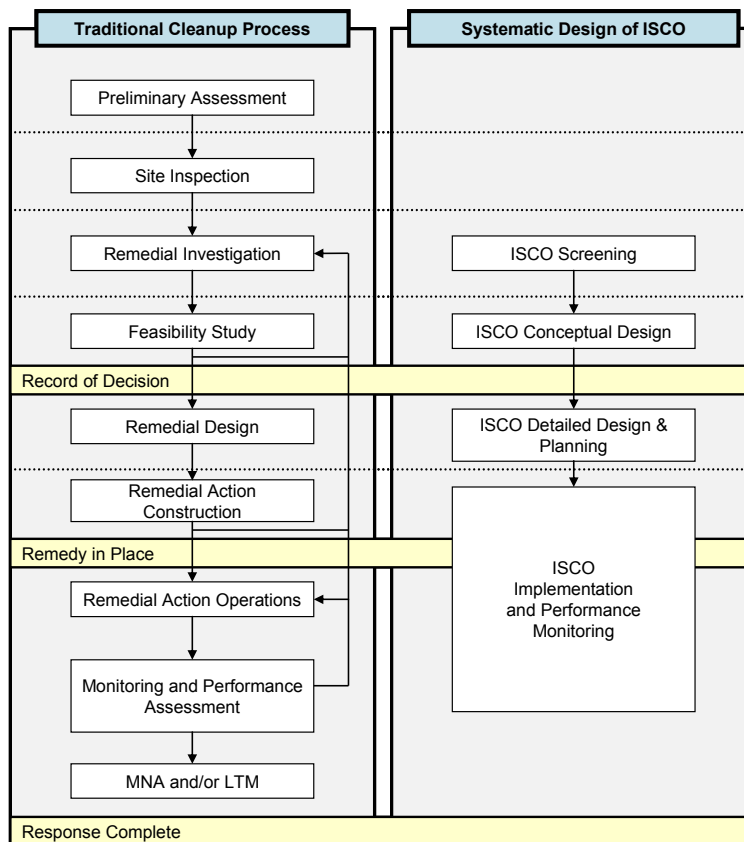 Traditional Cleanup Process
Systematic Design of ISCO
Preliminary Assessment
Site Inspection
Remedial Investigation
ISCO Screening
Feasibility Study
ISCO Conceptual Design
Record of Decision
Remedial Design
ISCO Detailed Design &
Planning
Remedial Action
Construction
Remedy in Place
ISCO
Implementation
and Performance
Monitoring
Remedial Action Operations
Monitoring and Performance
Assessment
MNA and/or LTM
Response Complete